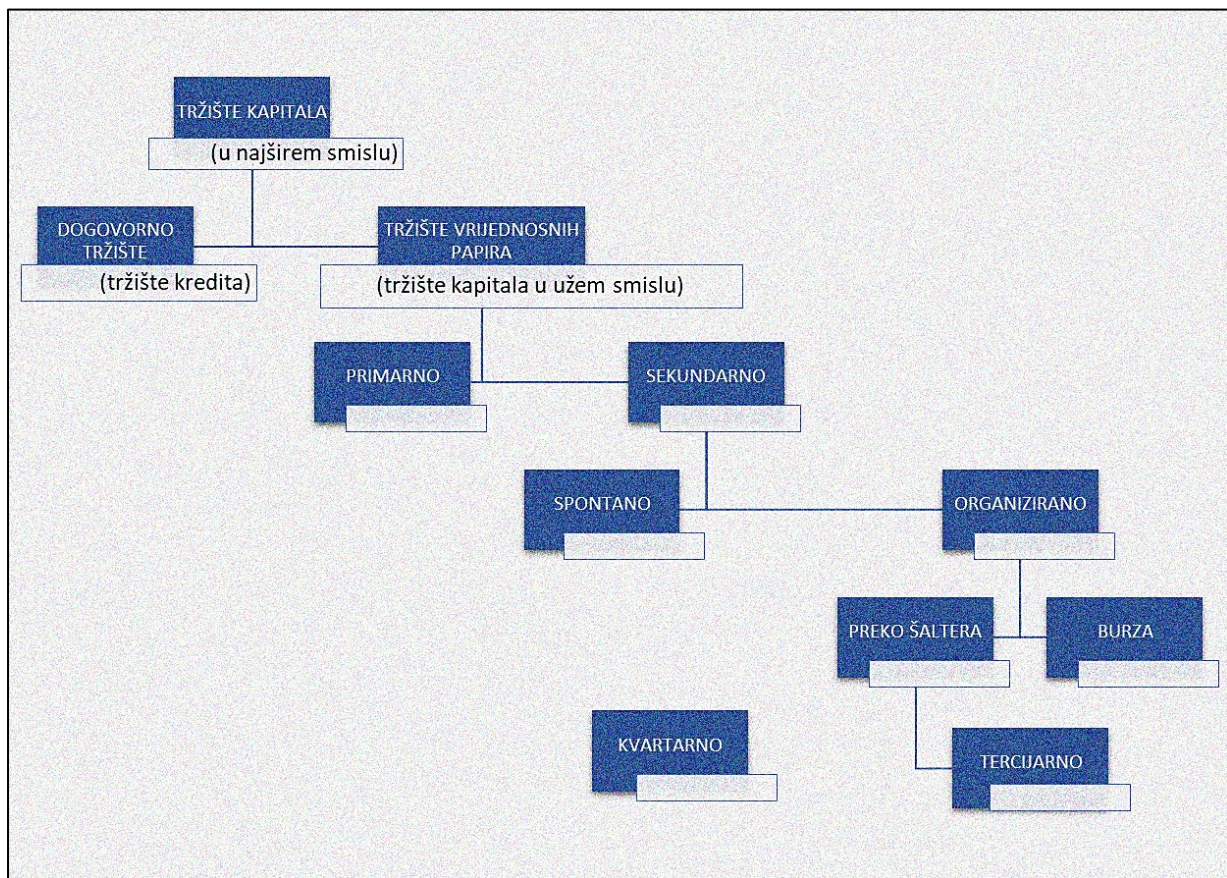 TRŽIŠTE KAPITALA
(u najširem smislu)
DOGOVORNO
TRŽIŠTE
(tržište kredita)
TRŽIŠTE VRIJEDNOSNIH
PAPIRA
(tržište kapitala u užem smislu)
PRIMARNO
SEKUNDARNO
SPONTANO
ORGANIZIRANO
PREKO ŠALTERA
BURZA
KVARTARNO
TERCIJARNO